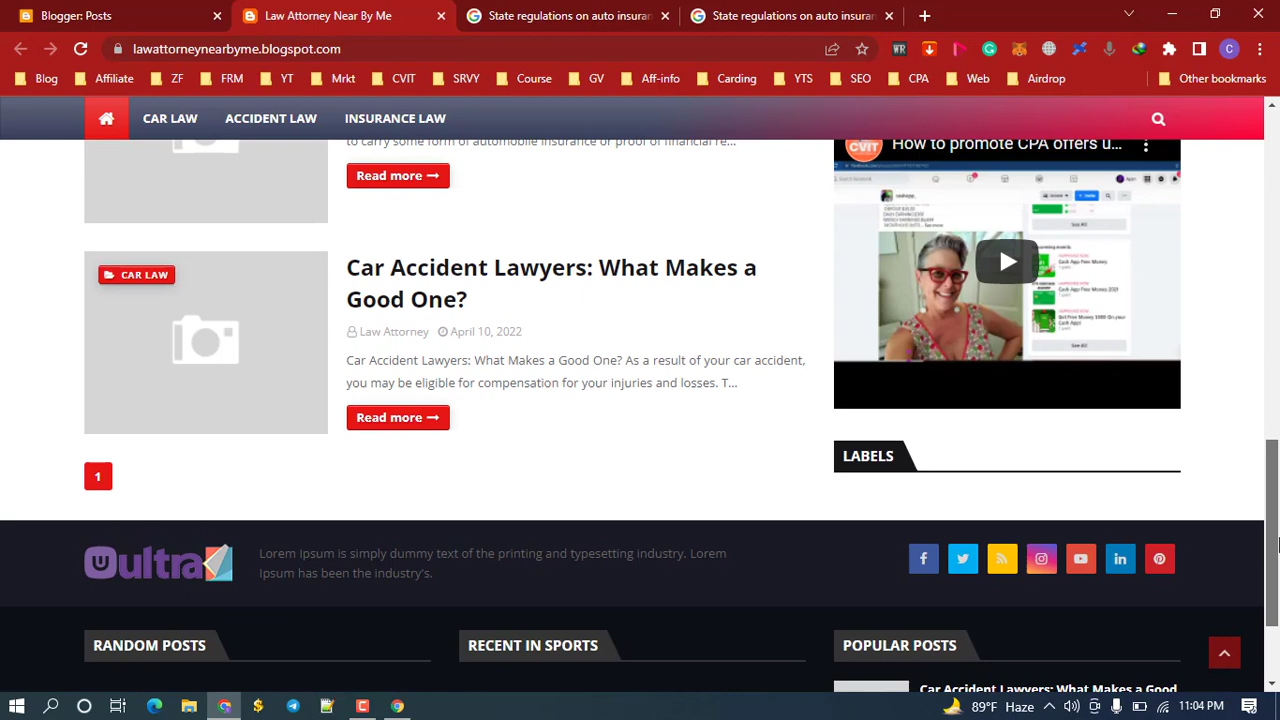 Blogger: Posts
Law Attorney Near By Me
State regulations on auto insuran
State regulations on auto insuran
lawattorneynearbyme.blogspot.com
Blog
Affiliate
ZF
FRM
YT
Mrkt
CVIT
SRVY
Course
GV
Aff-info
Carding
YTS
SEO
CPA
Web
Airdrop
Other bookmarks
CAR LAW
ACCIDENT LAW
INSURANCE LAW
to carry some form of automobile insurance or proof of financial re...
Read more
CVIT
How to promote CPA offers u...
See All
See All
CAR LAW
Car Accident Lawyers: What Makes a
Good One?
Law Attorney
April 10, 2022
Car Accident Lawyers: What Makes a Good One? As a result of your car accident,
you may be eligible for compensation for your injuries and losses. T...
Read more
1
LABELS
ultra
Lorem Ipsum is simply dummy text of the printing and typesetting industry. Lorem
Ipsum has been the industry's.
RANDOM POSTS
RECENT IN SPORTS
POPULAR POSTS
Car Accident Lawyers: What Makes a Good
89°F Haze
11:04 PM